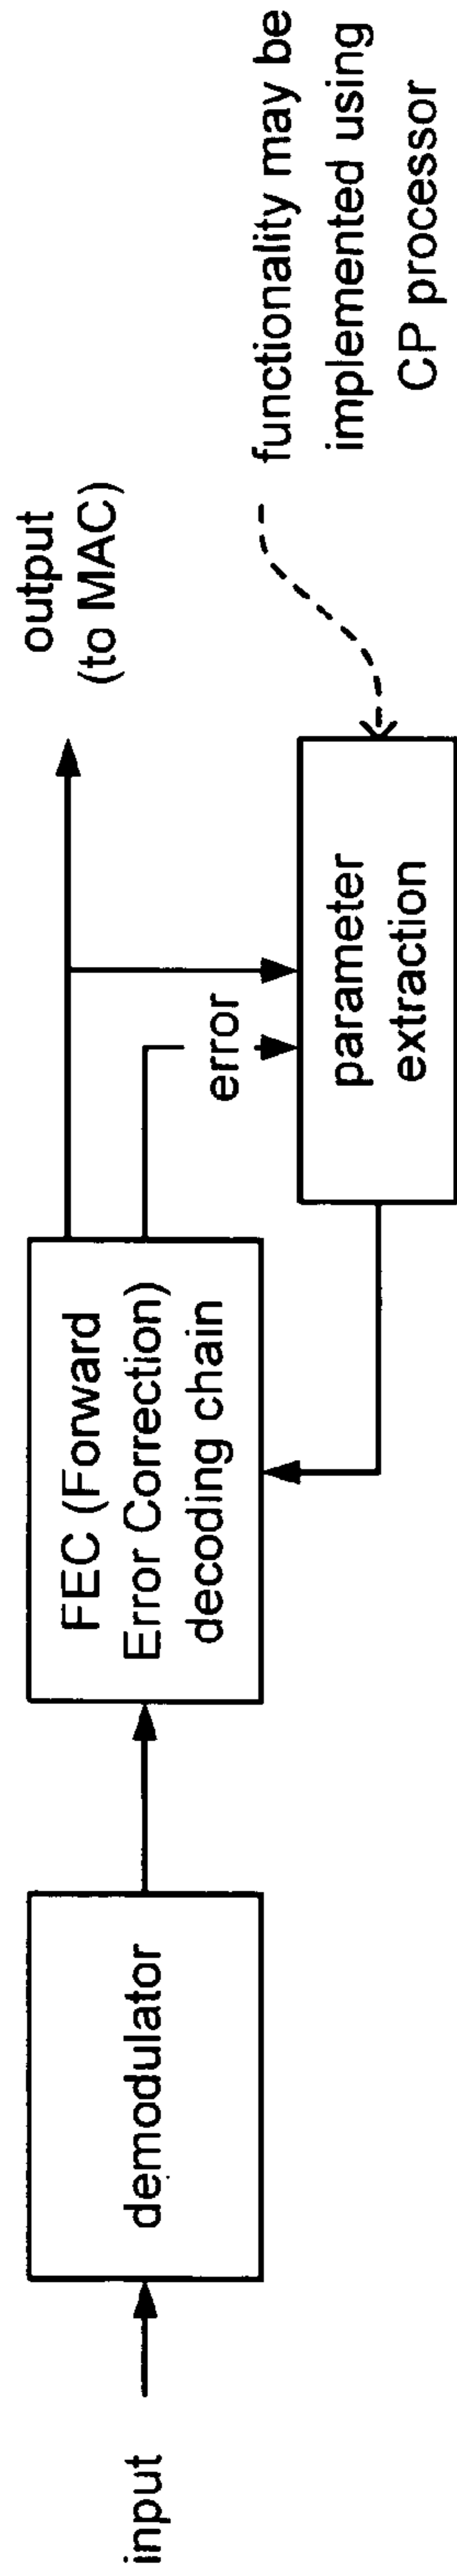 input
demodulator
FEC (Forward
Error Correction)
decoding chain
output
(to MAC)
error
parameter
extraction
functionality may be
implemented using
CP processor